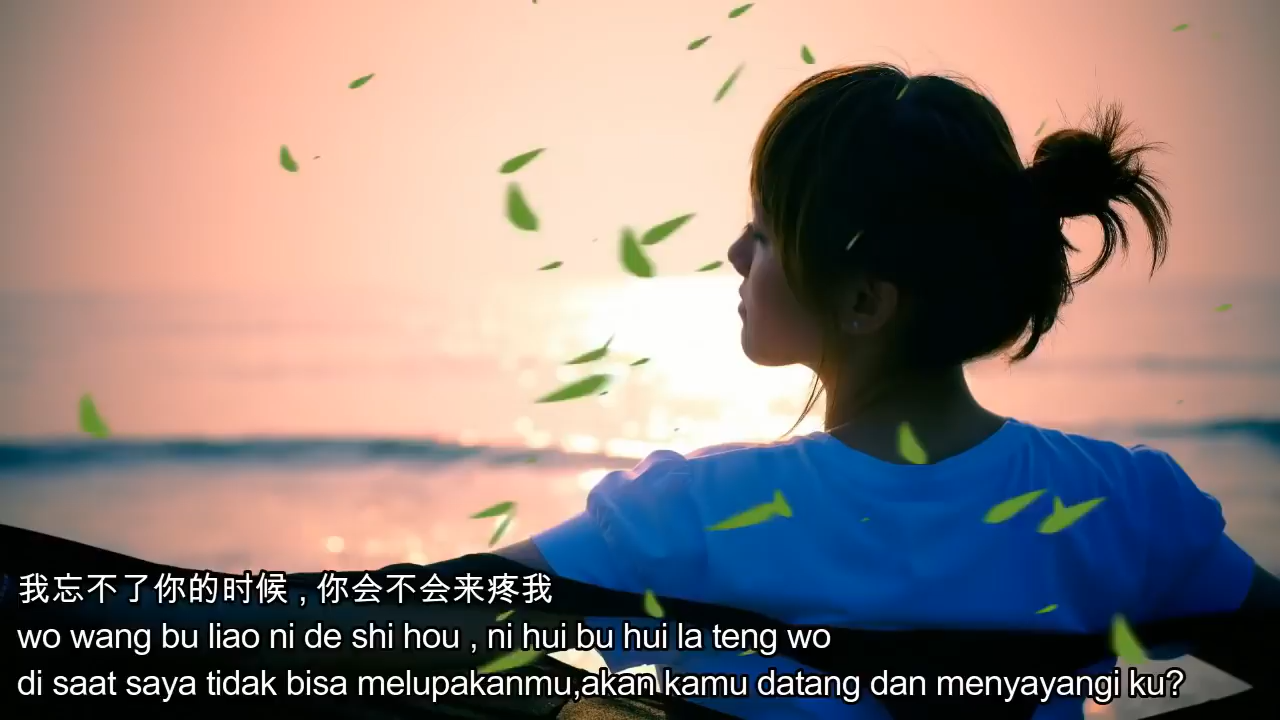 我忘不了你的时候 , 你会不会来疼我
wo wang bu liao ni de shi hou , ni hui bu hui la teng wo
di saat saya tidak bisa melupakanmu,akan kamu datang dan menyayangi ku?